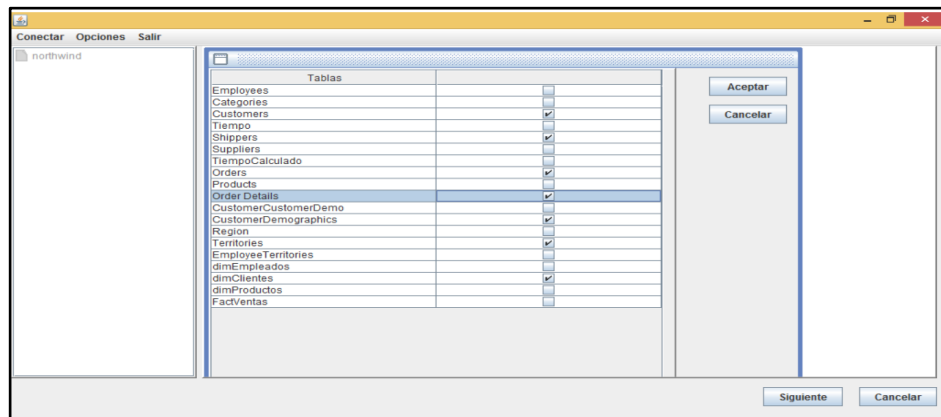 Conectar Opciones Salir
northwind
Tablas
Employees
Categories
Customers
Tiempo
Shippers
Suppliers
TiempoCalculado
Orders
Products
Order Details
CustomerCustomerDemo
CustomerDemographics
Region
Territories
EmployeeTerritories
dimEmpleados
dimClientes
dimProductos
FactVentas
Aceptar
Cancelar
Siguiente Cancelar